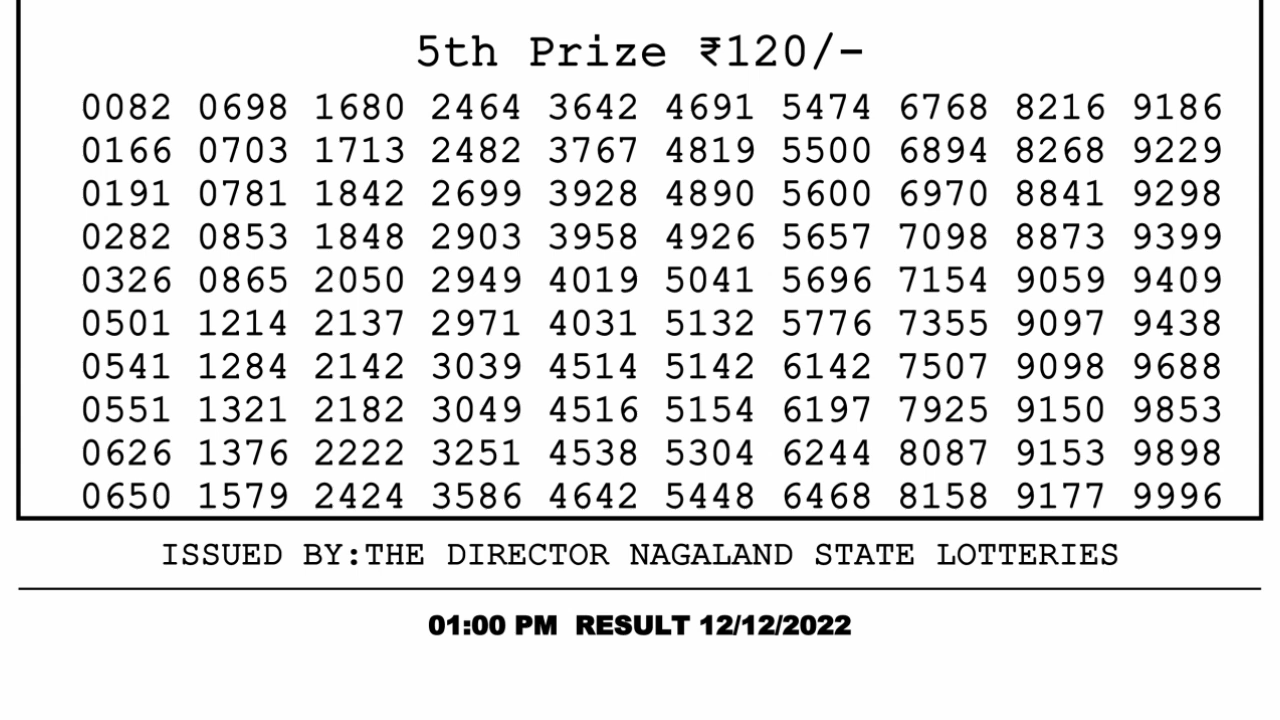 5th Prize ₹120/-
0082 0698 1680 2464 3642 4691 5474 6768 8216 9186
0166 0703 1713 2482 3767 4819 5500 6894 8268 9229
0191 0781 1842 2699 3928 4890 5600 6970 8841 9298
0282 0853 1848 2903 3958 4926 5657 7098 8873 9399
0326 0865 2050 2949 4019 5041 5696 7154 9059 9409
0501 1214 2137 2971 4031 5132 5776 7355 9097 9438
0541 1284 2142 3039 4514 5142 6142 7507 9098 9688
0551 1321 2182 3049 4516 5154 6197 7925 9150 9853
0626 1376 2222 3251 4538 5304 6244 8087 9153 9898
0650 1579 2424 3586 4642 5448 6468 8158 9177 9996
ISSUED BY:THE DIRECTOR NAGALAND STATE LOTTERIES
01:00 PM RESULT 12/12/2022